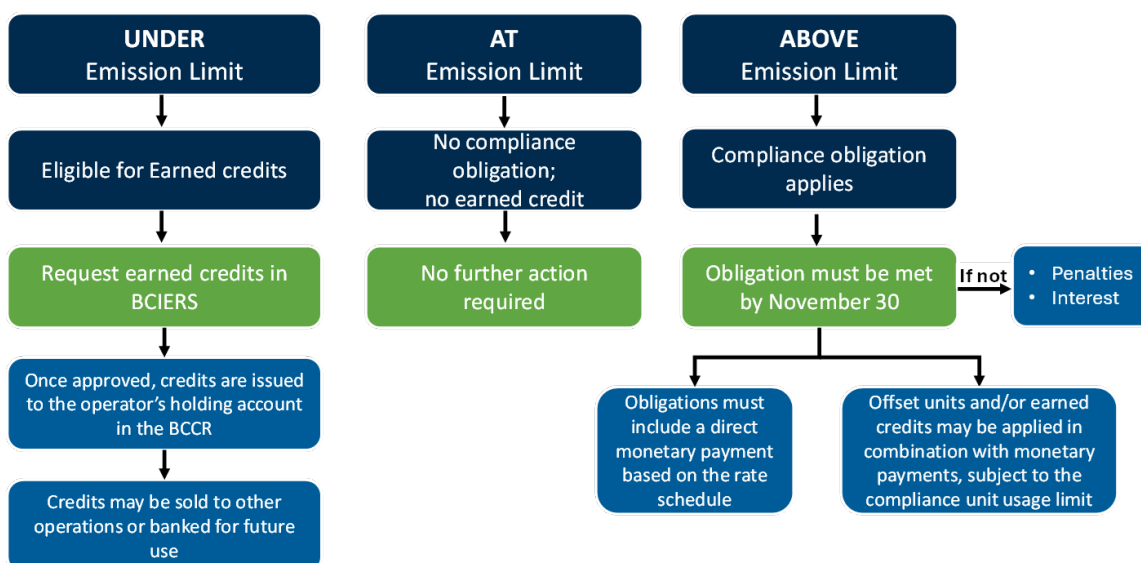 UNDER
Emission Limit
Eligible for Earned credits
Request earned credits in
BCIERS
Once approved, credits are issued
to the operator's holding account
in the BCCR
Credits may be sold to other
operations or banked for future
use
AT
Emission Limit
No compliance
obligation;
no earned credit
No further action
required
ABOVE
Emission Limit
Compliance obligation
applies
Obligation must be met
by November 30
If not
• Penalties
• Interest
Obligations must
include a direct
monetary payment
based on the rate
schedule
Offset units and/or earned
credits may be applied in
combination with monetary
payments, subject to the
compliance unit usage limit